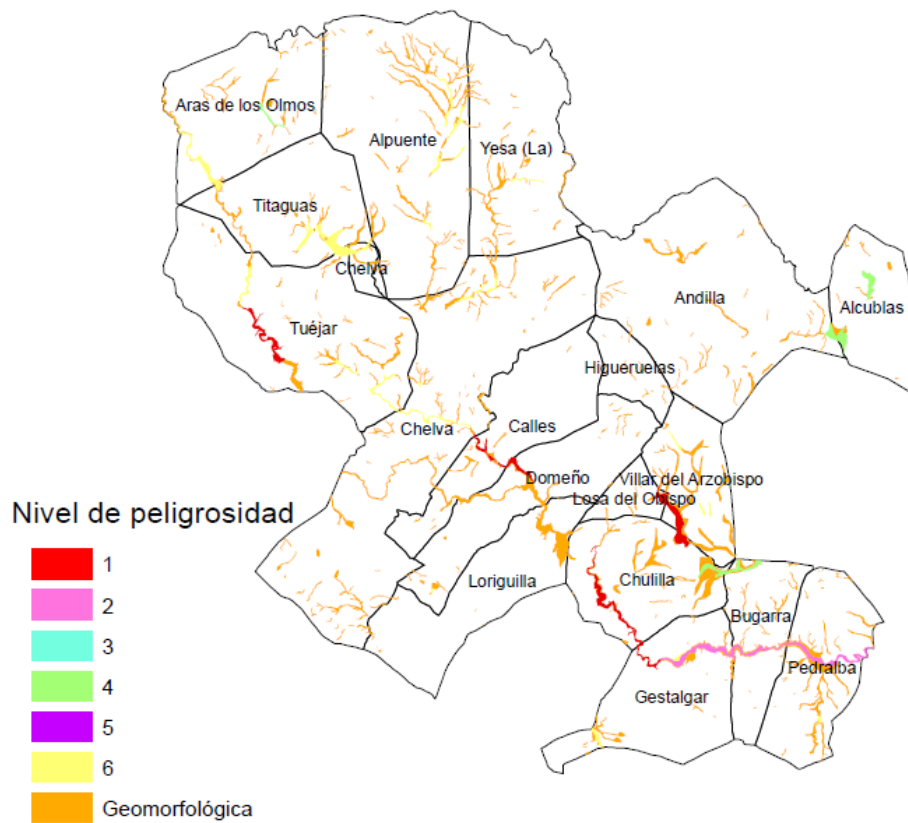 Aras de los Olmos
Alpuente
Yesa (La)
Titaguas
Chelva
Andilla
Alcublas
Tuéjar
Higueruelas
Chelva
Calles
Domeño
Villar del Arzobispo
Losa del Obispo
Nivel de peligrosidad
1
2
3
4
5
6
Geomorfológica
Loriguilla
Chulilla
Bugarra
Pedralba
Gestalgar